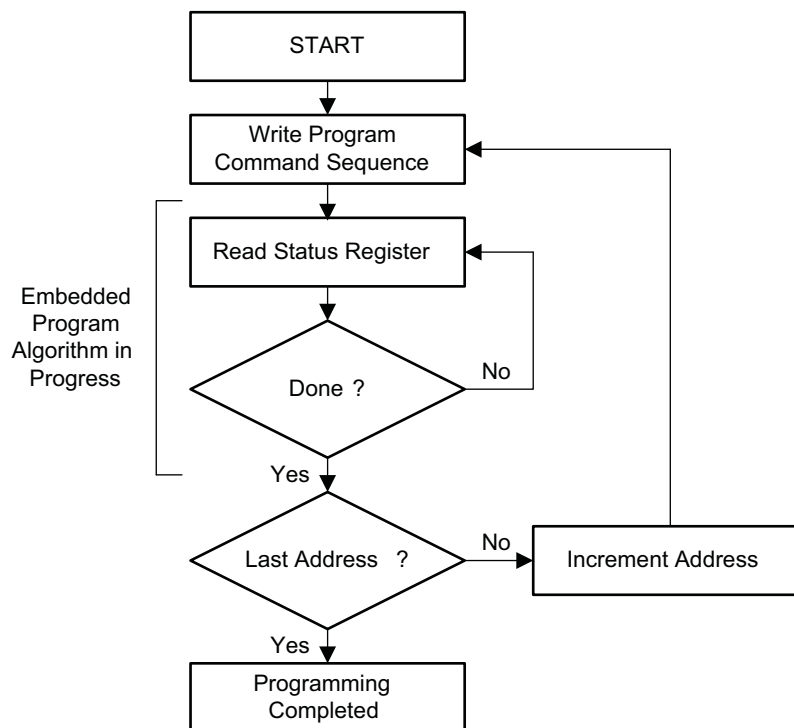 START
Write Program
Command Sequence
Read Status Register
Embedded
Program
Algorithm in
Progress
Done ?
No
Yes
Last Address ?
No
Increment Address
Yes
Programming
Completed